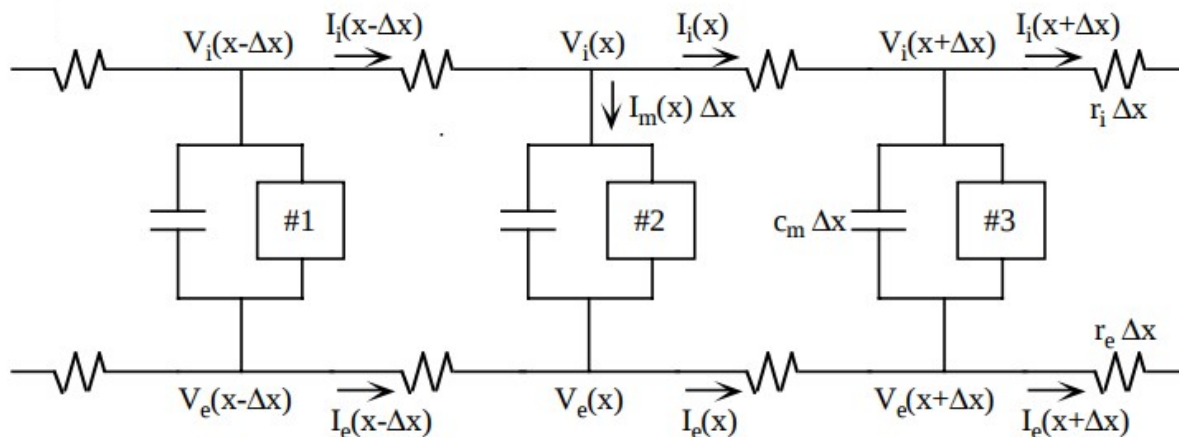 V_i(x-Δx) I_i(x-Δx) V_i(x) I_i(x) V_i(x+Δx) I_i(x+Δx)
I_m(x) Δx r_i Δx
#1 #2 c_m Δx #3
r_e Δx
V_e(x-Δx) I_e(x-Δx) V_e(x) I_e(x) V_e(x+Δx) I_e(x+Δx)